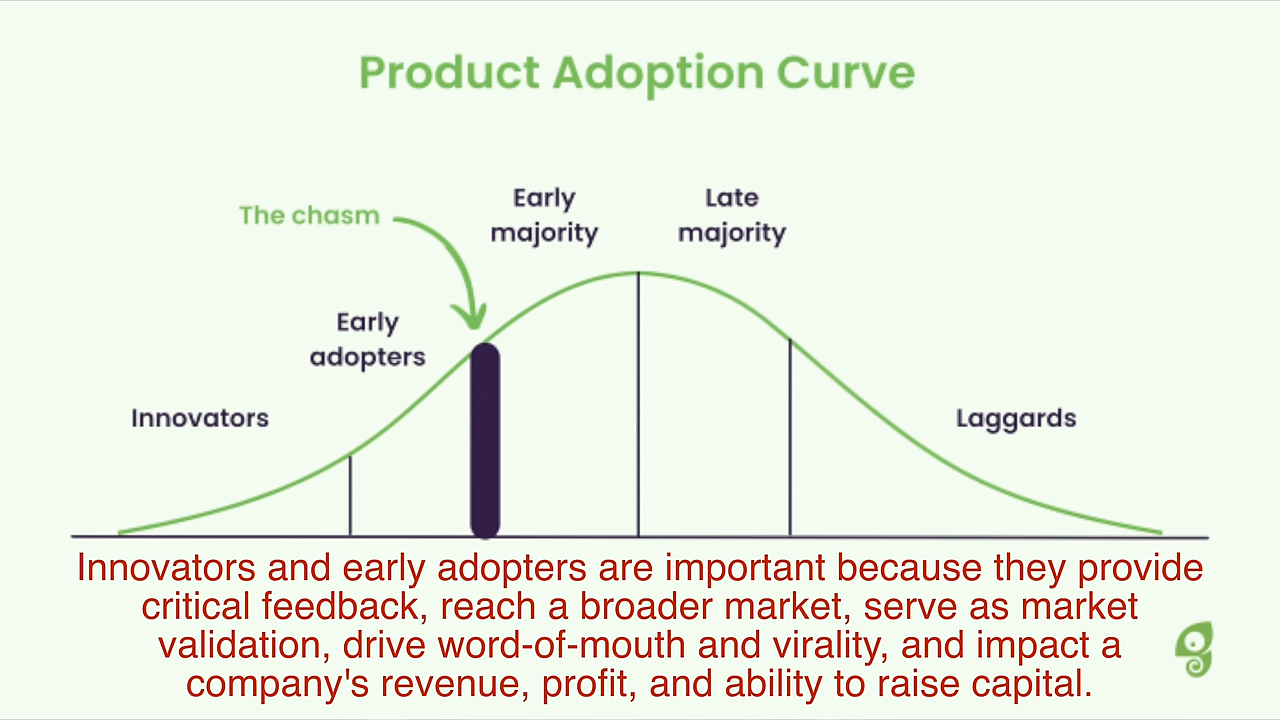 Product Adoption Curve
The chasm
Early
majority
Late
majority
Early
adopters
Innovators
Laggards
Innovators and early adopters are important because they provide
critical feedback, reach a broader market, serve as market
validation, drive word-of-mouth and virality, and impact a
company's revenue, profit, and ability to raise capital.